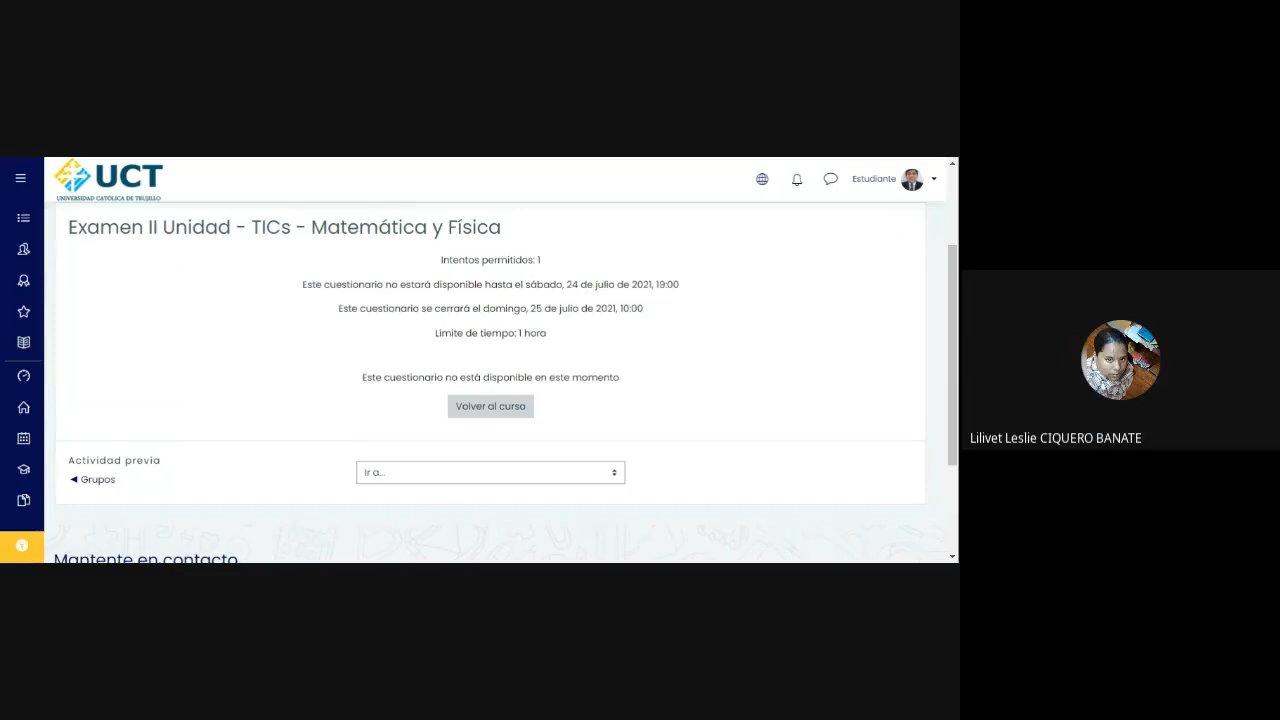 UCT
UNIVERSIDAD CATÓLICA DE TRUJILLO
Estudiante
Examen II Unidad - TICs - Matemática y Física
Intentos permitidos: 1
Este cuestionario no estará disponible hasta el sábado, 24 de julio de 2021, 19:00
Este cuestionario se cerrará el domingo, 25 de julio de 2021, 10:00
Límite de tiempo: 1 hora
Este cuestionario no está disponible en este momento
Volver al curso
Actividad previa
◄ Grupos
Ir a...
Mantente en contacto
Lilivet Leslie CIQUERO BANATE